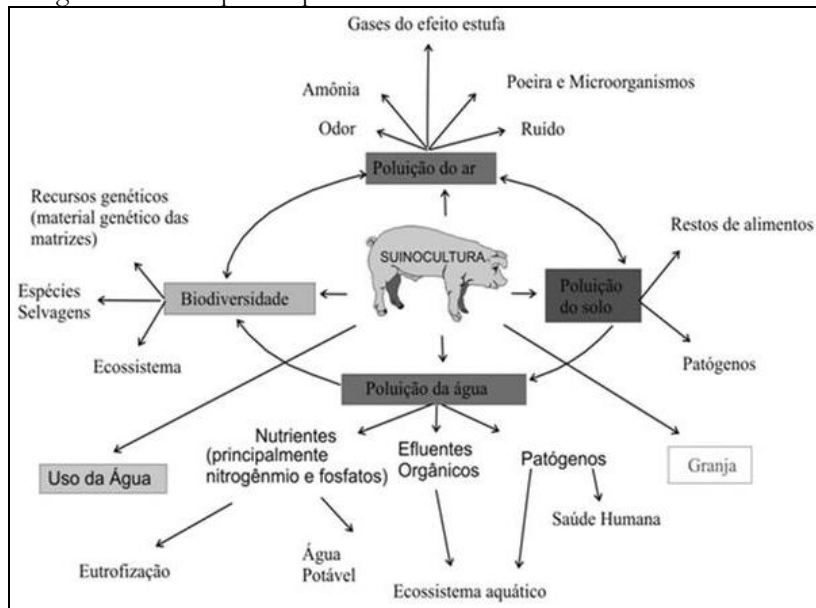 Gases do efeito estufa
Amônia
Poeira e Microorganismos
Odor
Ruído
Poluição do ar
Recursos genéticos
(material genético das
matrizes)
Restos de alimentos
SUINOCULTURA
Espécies
Selvagens
Biodiversidade
Poluição
do solo
Ecossistema
Patógenos
Poluição da água
Nutrientes
(principalmente
nitrogênmio e fosfatos)
Efluentes
Orgânicos
Patógenos
Uso da Água
Granja
Saúde Humana
Eutrofização
Água
Potável
Ecossistema aquático